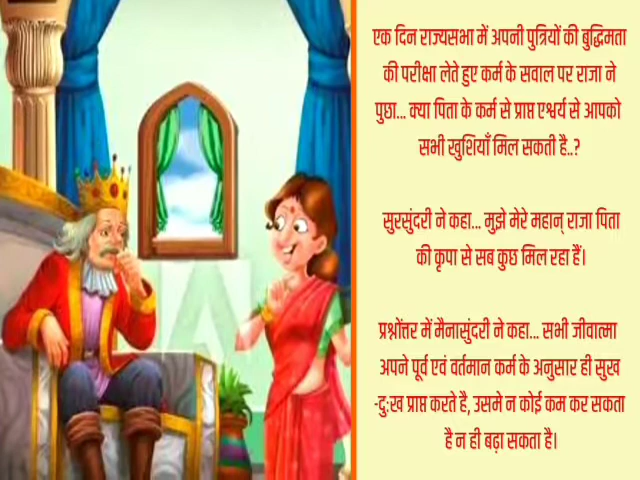 एक दिन राज्यसभा में अपनी पुत्रियों की बुद्धिमता
की परीक्षा लेते हुए कर्म के सवाल पर राजा ने
पुछा... क्या पिता के कर्म से प्राप्त एश्वर्य से आपको
सभी खुशियाँ मिल सकती है..?
सुरसुंदरी ने कहा... मुझे मेरे महान् राजा पिता
की कृपा से सब कुछ मिल रहा हैं।
प्रश्नोंत्तर में मैनासुंदरी ने कहा... सभी जीवात्मा
अपने पूर्व एवं वर्तमान कर्म के अनुसार ही सुख
-दु:ख प्राप्त करते है, उसमे न कोई कम कर सकता
है न ही बढ़ा सकता है।